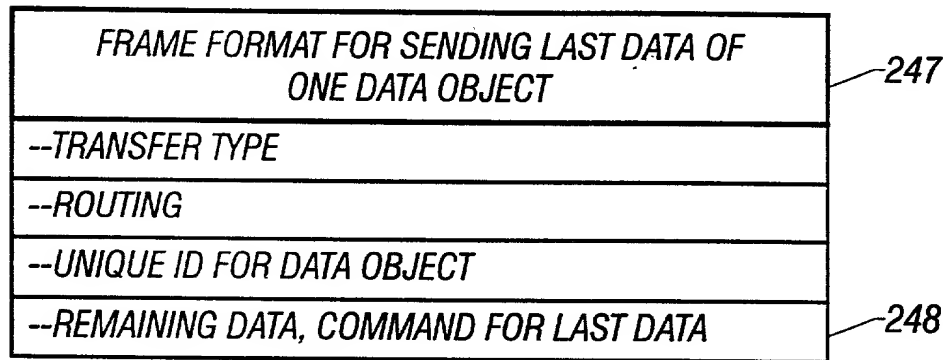 FRAME FORMAT FOR SENDING LAST DATA OF
ONE DATA OBJECT
247
--TRANSFER TYPE
--ROUTING
--UNIQUE ID FOR DATA OBJECT
--REMAINING DATA, COMMAND FOR LAST DATA
248